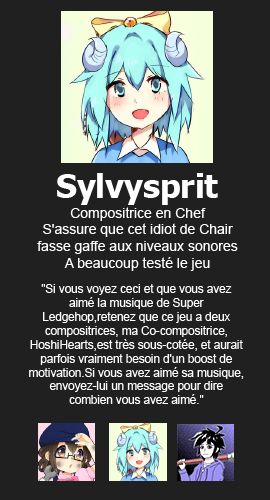 Sylvysprit
Compositrice en Chef
S'assure que cet idiot de Chair
fasse gaffe aux niveaux sonores
A beaucoup testé le jeu
"Si vous voyez ceci et que vous avez
aimé la musique de Super
Ledgehop,retenez que ce jeu a deux
compositrices, ma Co-compositrice,
HoshiHearts,est très sous-cotée, et aurait
parfois vraiment besoin d'un boost de
motivation.Si vous avez aimé sa musique,
envoyez-lui un message pour dire
combien vous avez aimé."